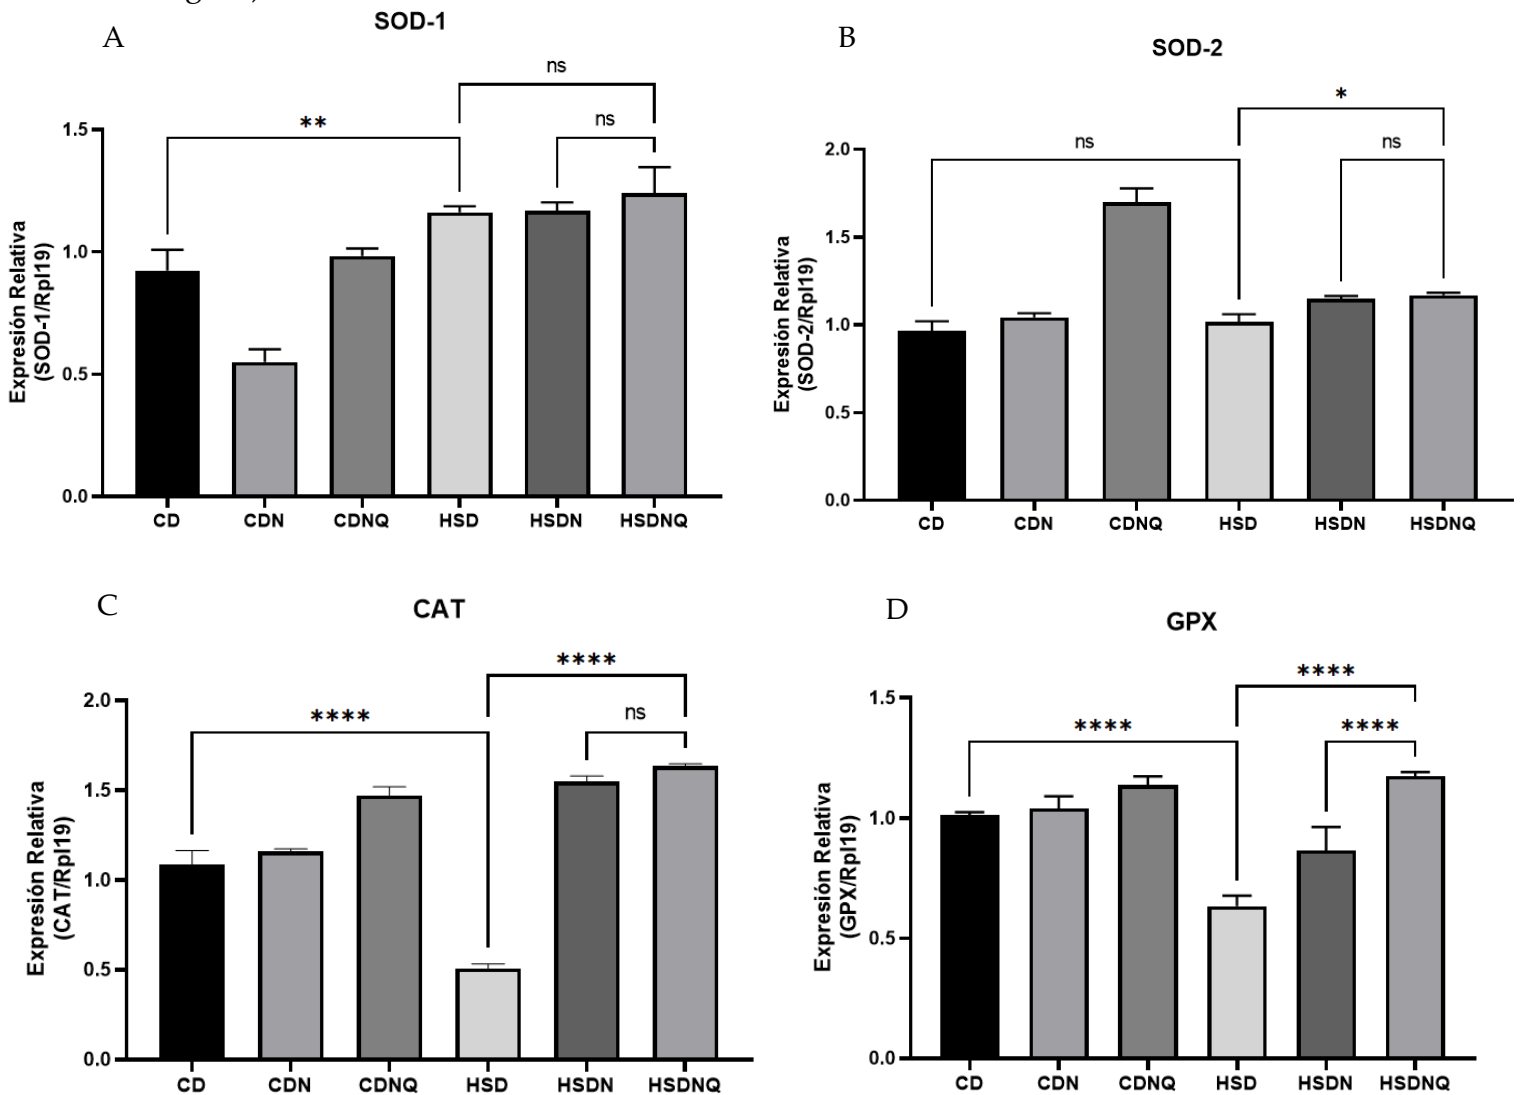 A
SOD-1
ns
**
ns
1.5
1.0
0.5
0.0
Expresión Relativa
(SOD-1/Rpl19)
CD CDN CDNQ HSD HSDN HSDNQ
B
SOD-2
*
ns
ns
2.0
1.5
1.0
0.5
0.0
Expresión Relativa
(SOD-2/Rpl19)
CD CDN CDNQ HSD HSDN HSDNQ
C
CAT
****
****
ns
2.0
1.5
1.0
0.5
0.0
Expresión Relativa
(CAT/Rpl19)
CD CDN CDNQ HSD HSDN HSDNQ
D
GPX
****
****
****
1.5
1.0
0.5
0.0
Expresión Relativa
(GPX/Rpl19)
CD CDN CDNQ HSD HSDN HSDNQ